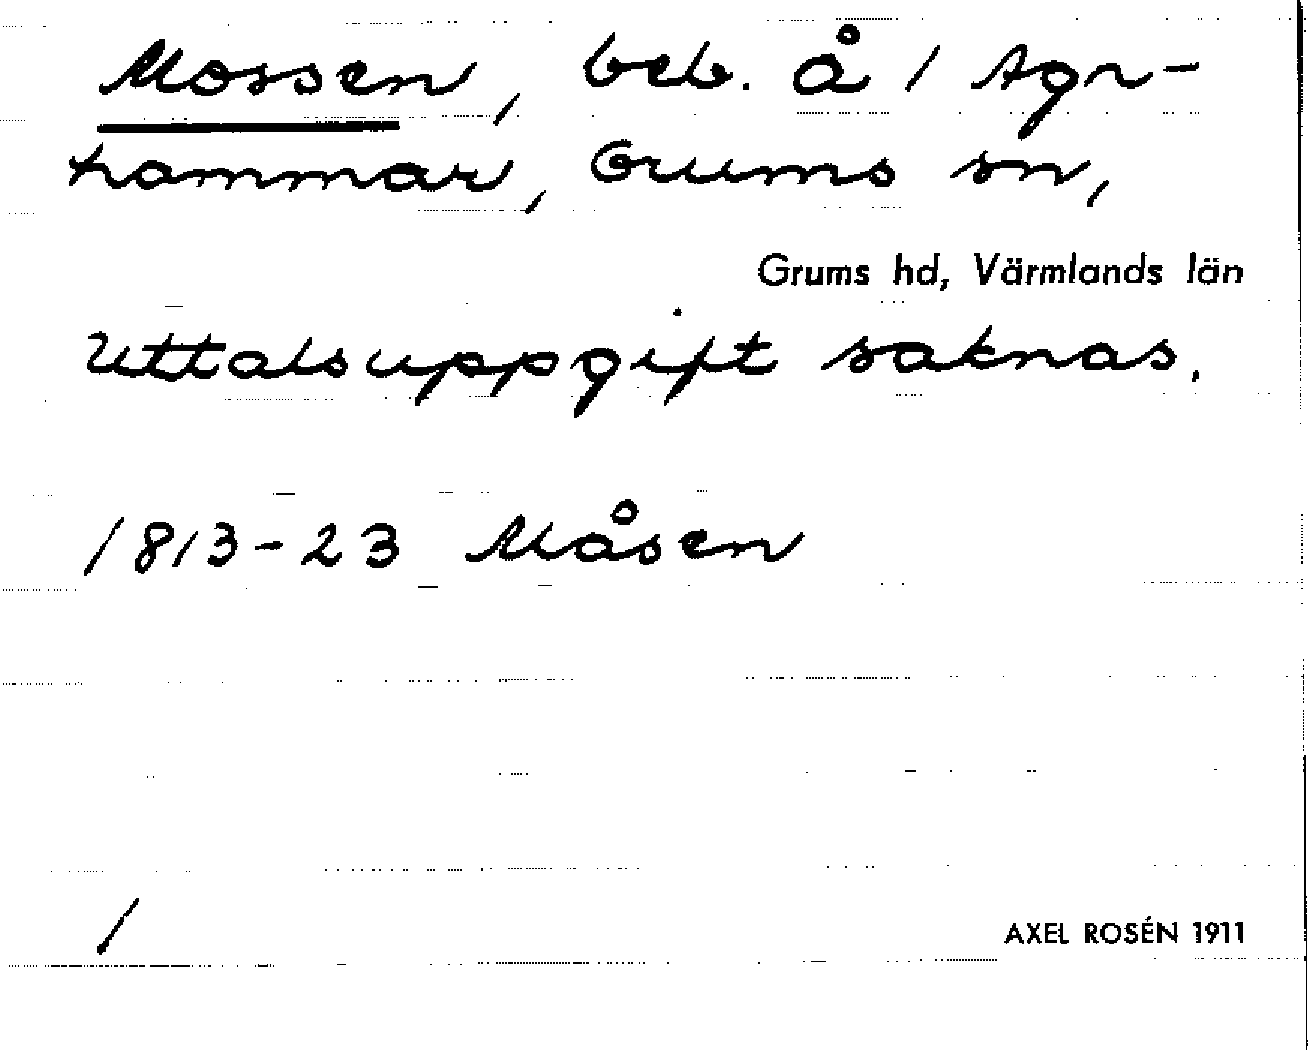 Mossen, beb. å 1 Agn-
hammar, Grums sn,
Grums hd, Värmlands län
Uttalsuppgift saknas.
1813-23 Måsen
1
AXEL ROSÉN 1911